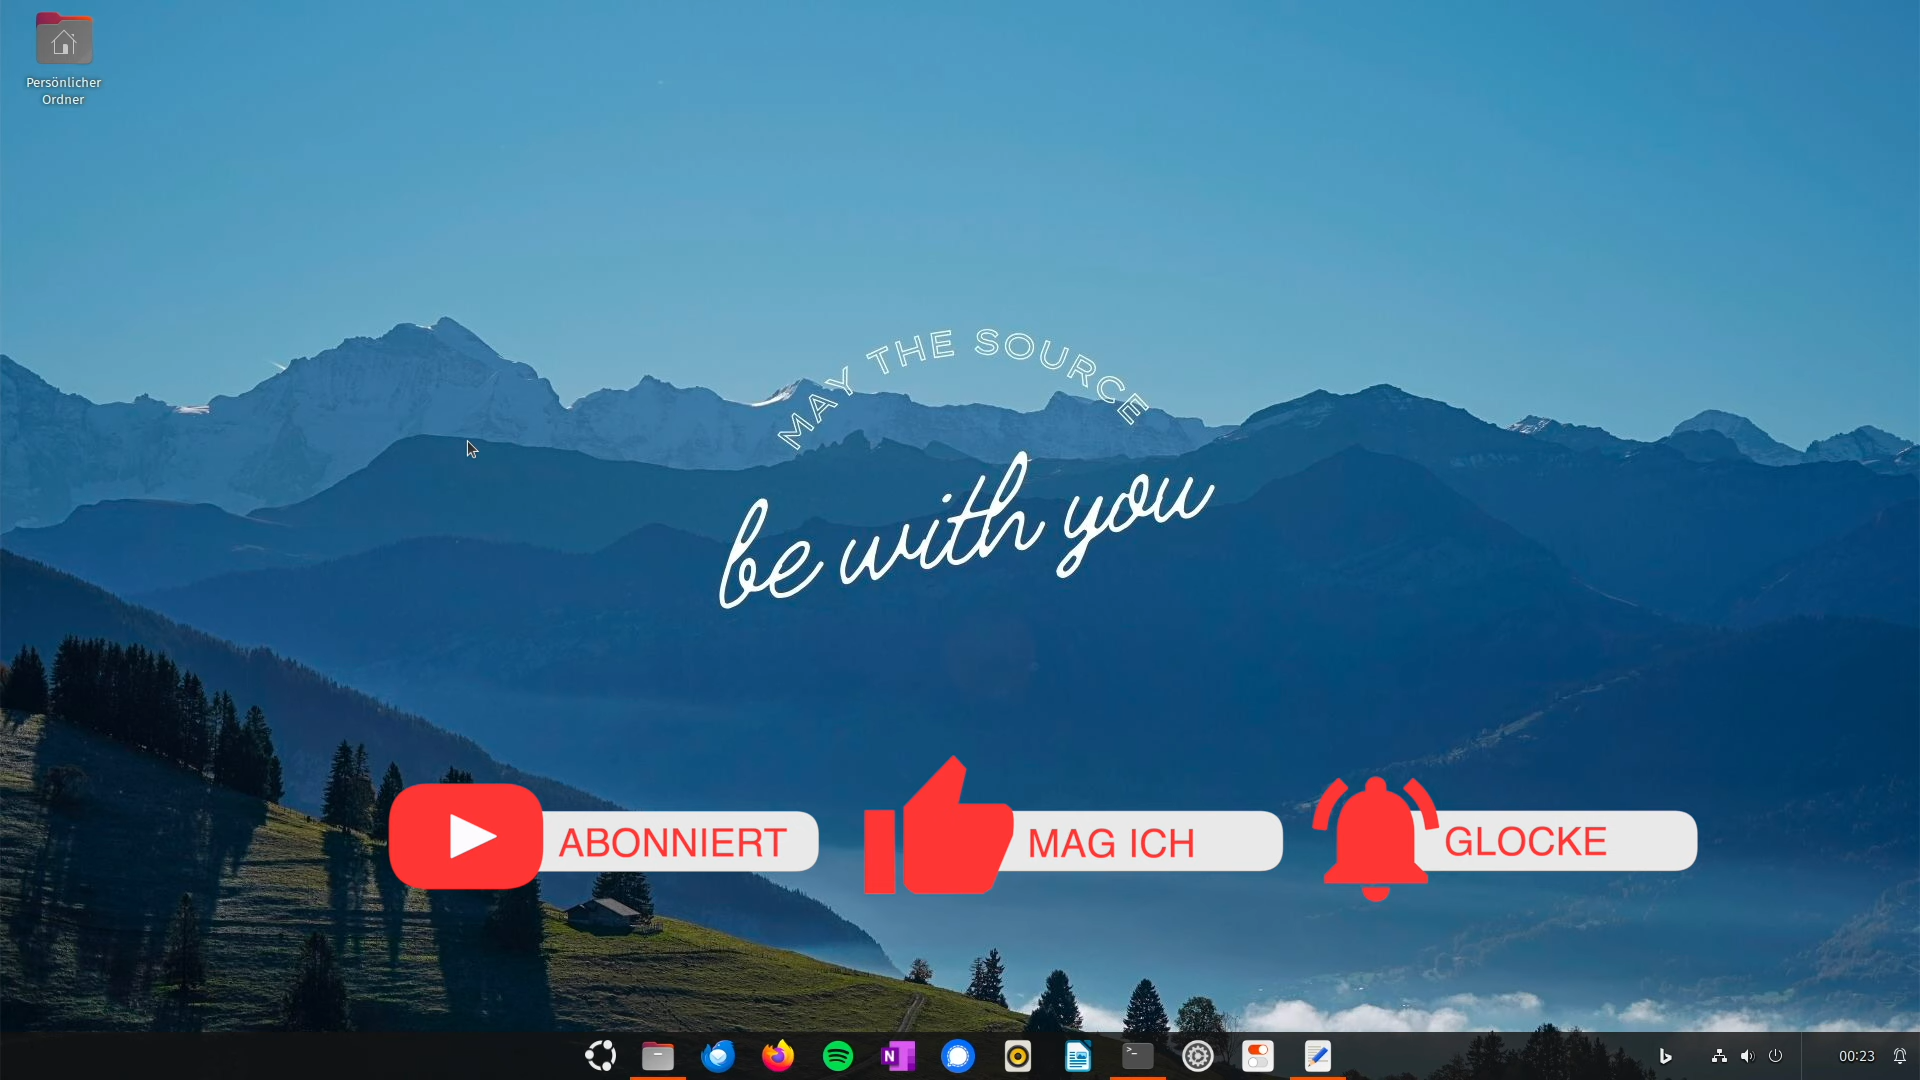 Persönlicher
Ordner
MAY THE SOURCE
be with you
ABONNIERT
MAG ICH
GLOCKE
N
>_
b
00:23